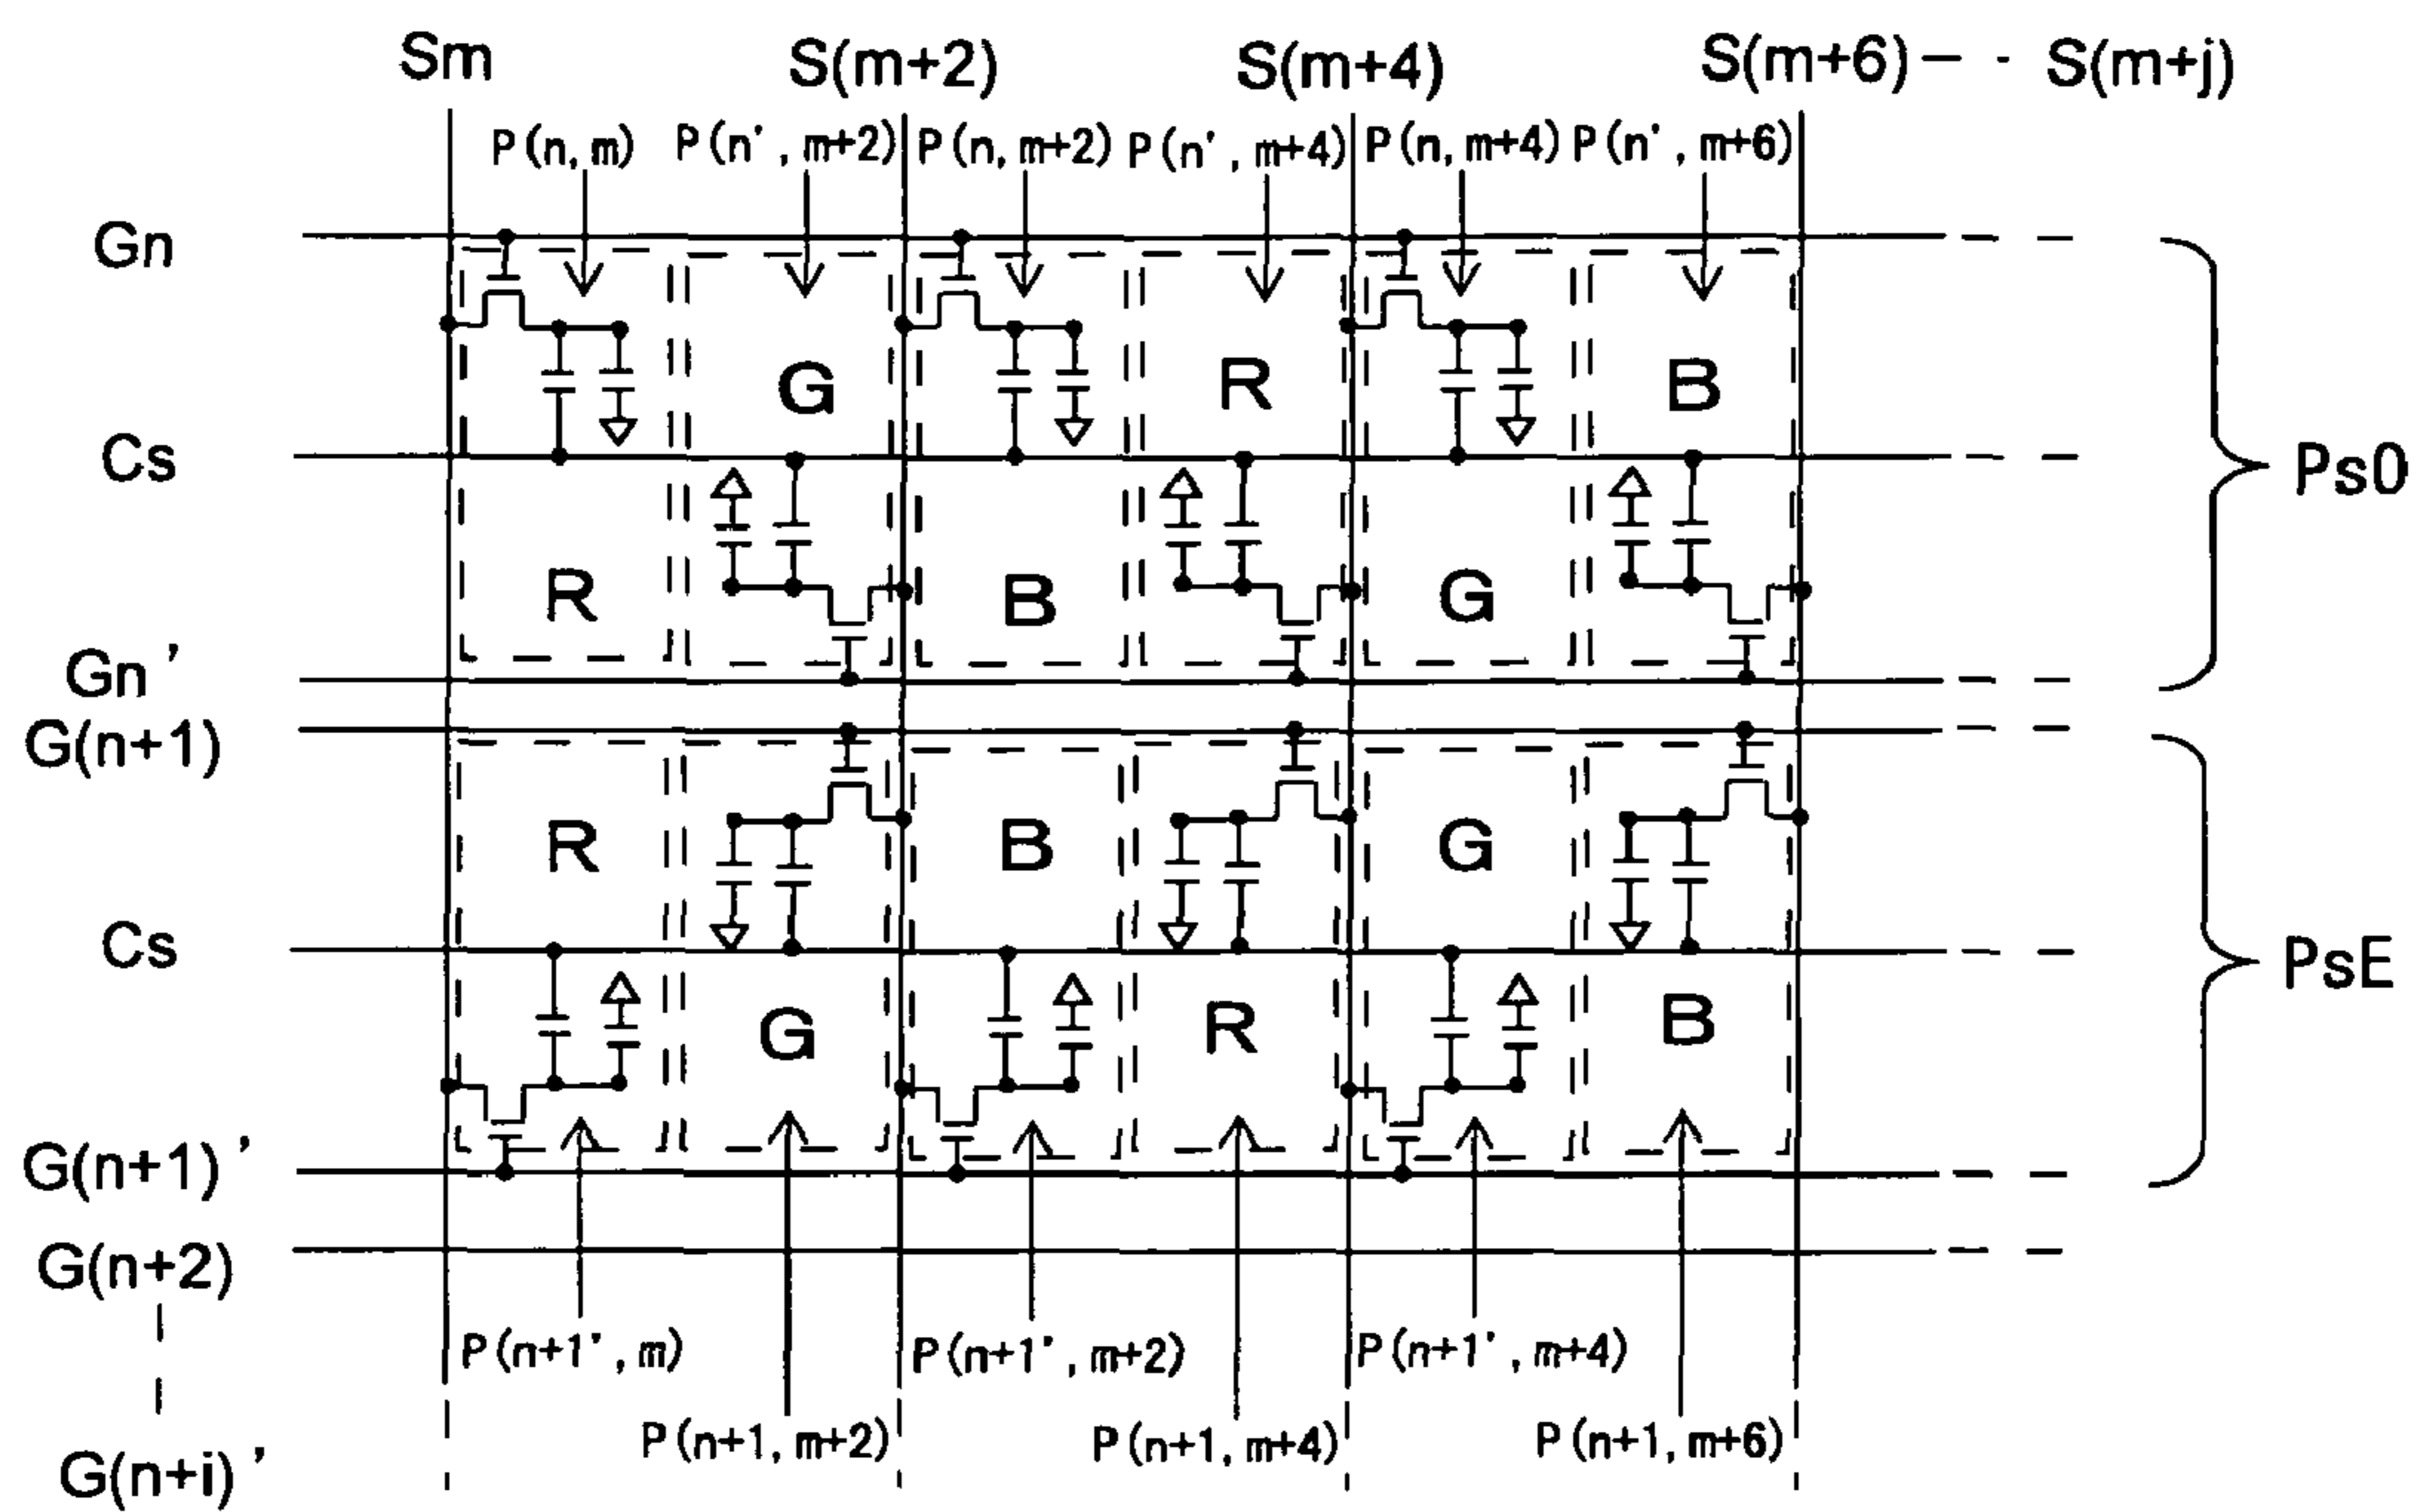 Sm S(m+2) S(m+4) S(m+6) - - S(m+j)
P(n,m) P(n',m+2) P(n,m+2) P(n',m+4) P(n,m+4) P(n',m+6)
Gn
G R B
Cs
PsO
R B G
Gn'
G(n+1)
R B G
Cs
PsE
G R B
G(n+1)'
G(n+2)
P(n+1',m) P(n+1',m+2) P(n+1',m+4)
P(n+1,m+2) P(n+1,m+4) P(n+1,m+6)
G(n+i)'